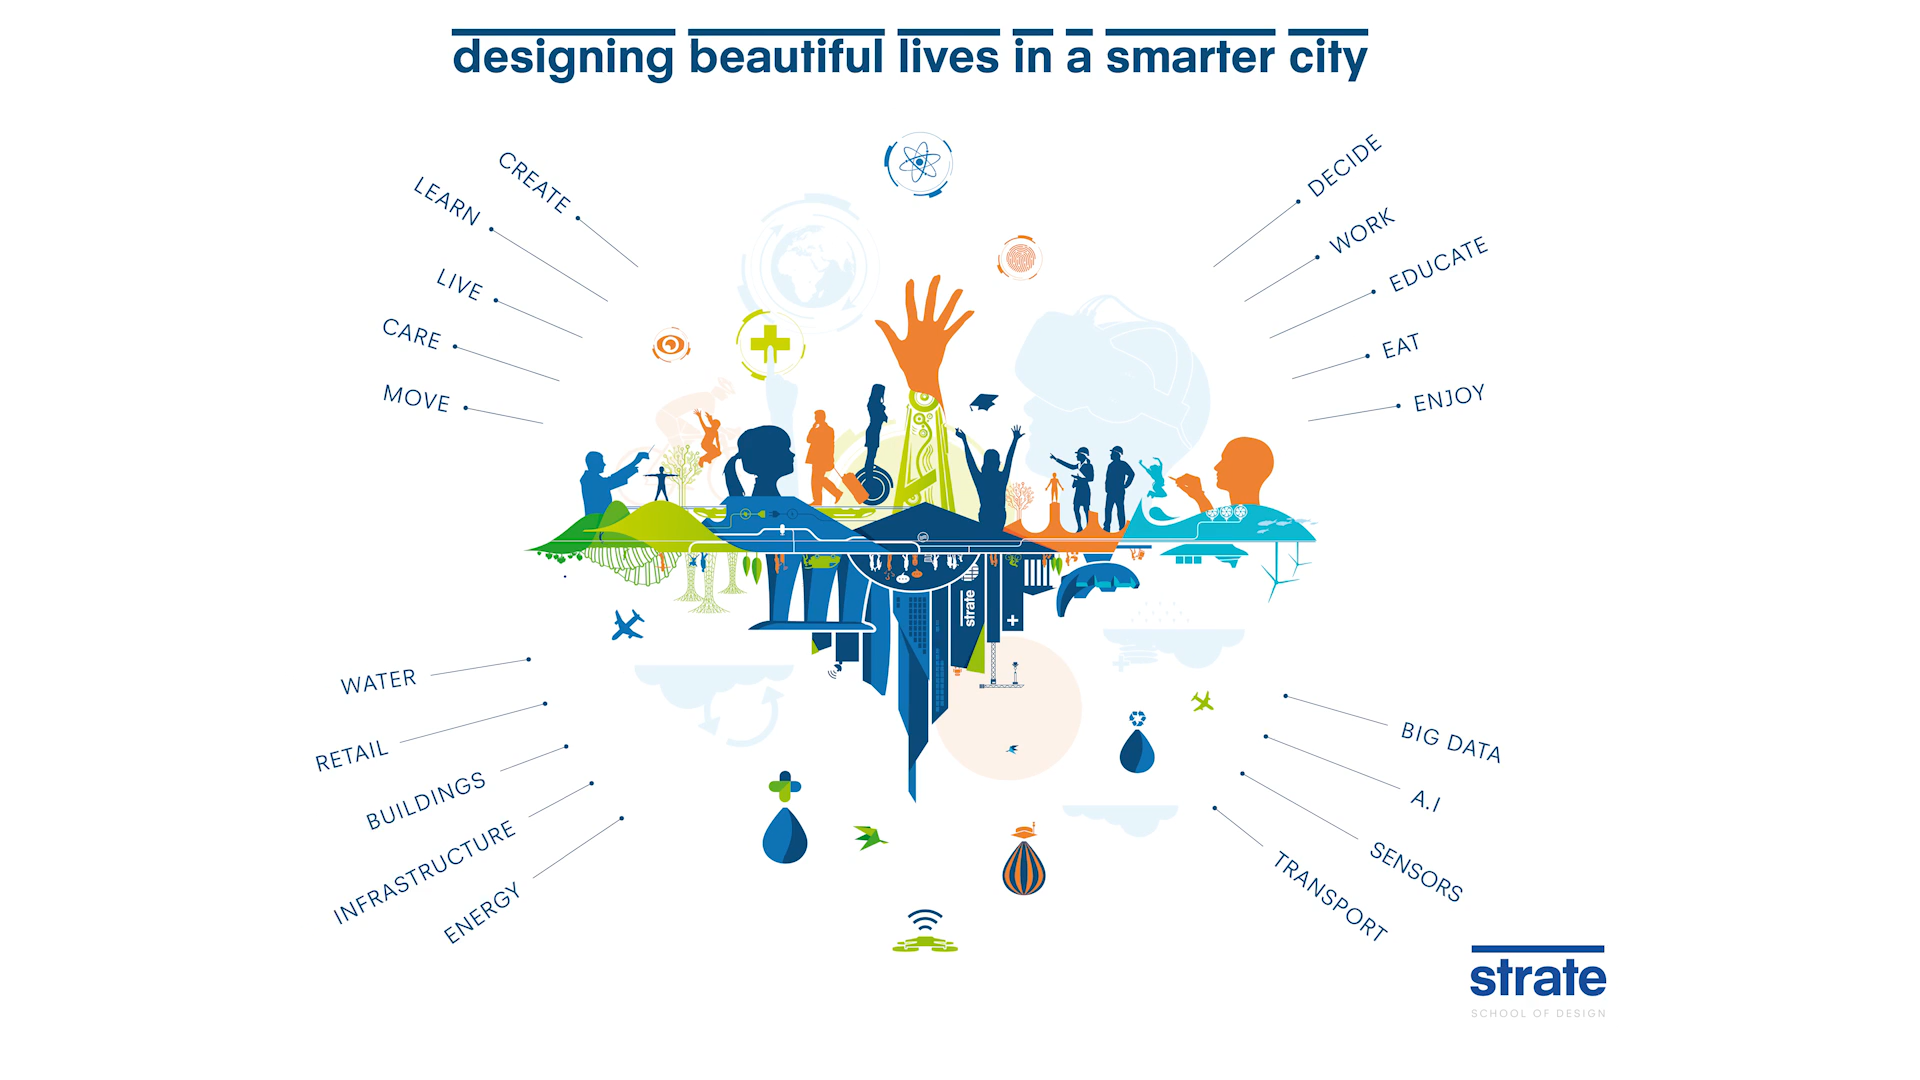 designing beautiful lives in a smarter city
CREATE
LEARN
LIVE
CARE
MOVE
DECIDE
WORK
EDUCATE
EAT
ENJOY
strate
WATER
RETAIL
BUILDINGS
INFRASTRUCTURE
ENERGY
BIG DATA
A.I
SENSORS
TRANSPORT
strate
SCHOOL OF DESIGN